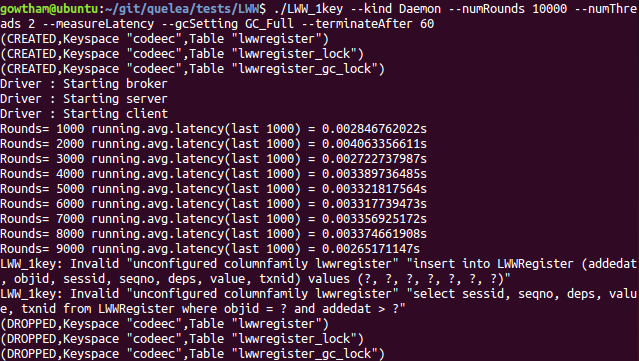 gowtham@ubuntu:~/git/quelea/tests/LWW$ ./LWW_1key --kind Daemon --numRounds 10000 --numThre
ads 2 --measureLatency --gcSetting GC_Full --terminateAfter 60
(CREATED,Keyspace "codeec",Table "lwwregister")
(CREATED,Keyspace "codeec",Table "lwwregister_lock")
(CREATED,Keyspace "codeec",Table "lwwregister_gc_lock")
Driver : Starting broker
Driver : Starting server
Driver : Starting client
Rounds= 1000 running.avg.latency(last 1000) = 0.002846762022s
Rounds= 2000 running.avg.latency(last 1000) = 0.004063356611s
Rounds= 3000 running.avg.latency(last 1000) = 0.002722737987s
Rounds= 4000 running.avg.latency(last 1000) = 0.003389736485s
Rounds= 5000 running.avg.latency(last 1000) = 0.003321817564s
Rounds= 6000 running.avg.latency(last 1000) = 0.003317739473s
Rounds= 7000 running.avg.latency(last 1000) = 0.003356925172s
Rounds= 8000 running.avg.latency(last 1000) = 0.003374661908s
Rounds= 9000 running.avg.latency(last 1000) = 0.00265171147s
LWW_1key: Invalid "unconfigured columnfamily lwwregister" "insert into LWWRegister (addedat
, objid, sessid, seqno, deps, value, txnid) values (?, ?, ?, ?, ?, ?, ?)"
LWW_1key: Invalid "unconfigured columnfamily lwwregister" "select sessid, seqno, deps, valu
e, txnid from LWWRegister where objid = ? and addedat > ?"
(DROPPED,Keyspace "codeec",Table "lwwregister")
(DROPPED,Keyspace "codeec",Table "lwwregister_lock")
(DROPPED,Keyspace "codeec",Table "lwwregister_gc_lock")